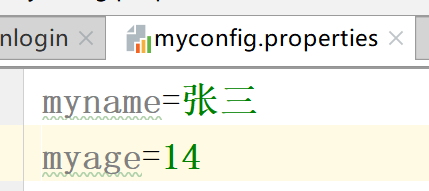 nlogin
myconfig.properties
myname=张三
myage=14